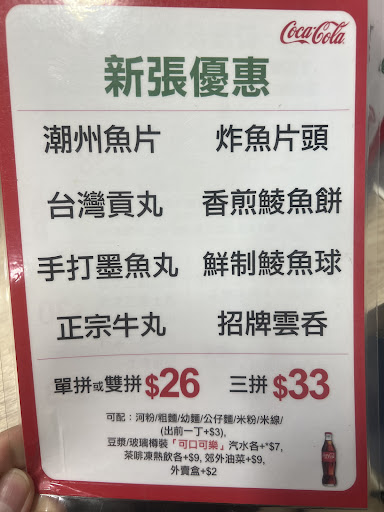 Coca-Cola
新張優惠
潮州魚片 炸魚片頭
台灣貢丸 香煎鯪魚餅
手打墨魚丸 鮮制鯪魚球
正宗牛丸 招牌雲吞
單拼或雙拼$26 三拼$33
可配：河粉/粗麵/幼麵/公仔麵/米粉/米線/
(出前一丁+$3),
豆漿/玻璃樽裝「可口可樂」汽水各+*$7,
茶啡凍熱飲各+$9, 郊外油菜+$9,
外賣盒+$2